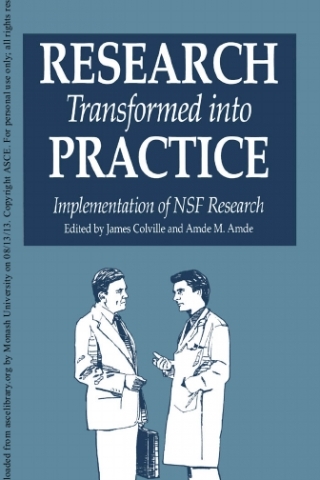 RESEARCH
Transformed into
PRACTICE
Implementation of NSF Research
Edited by James Colville and Amde M. Amde
loaded from ascelibrary.org by Monash University on 08/13/13. Copyright ASCE. For personal use only; all rights res